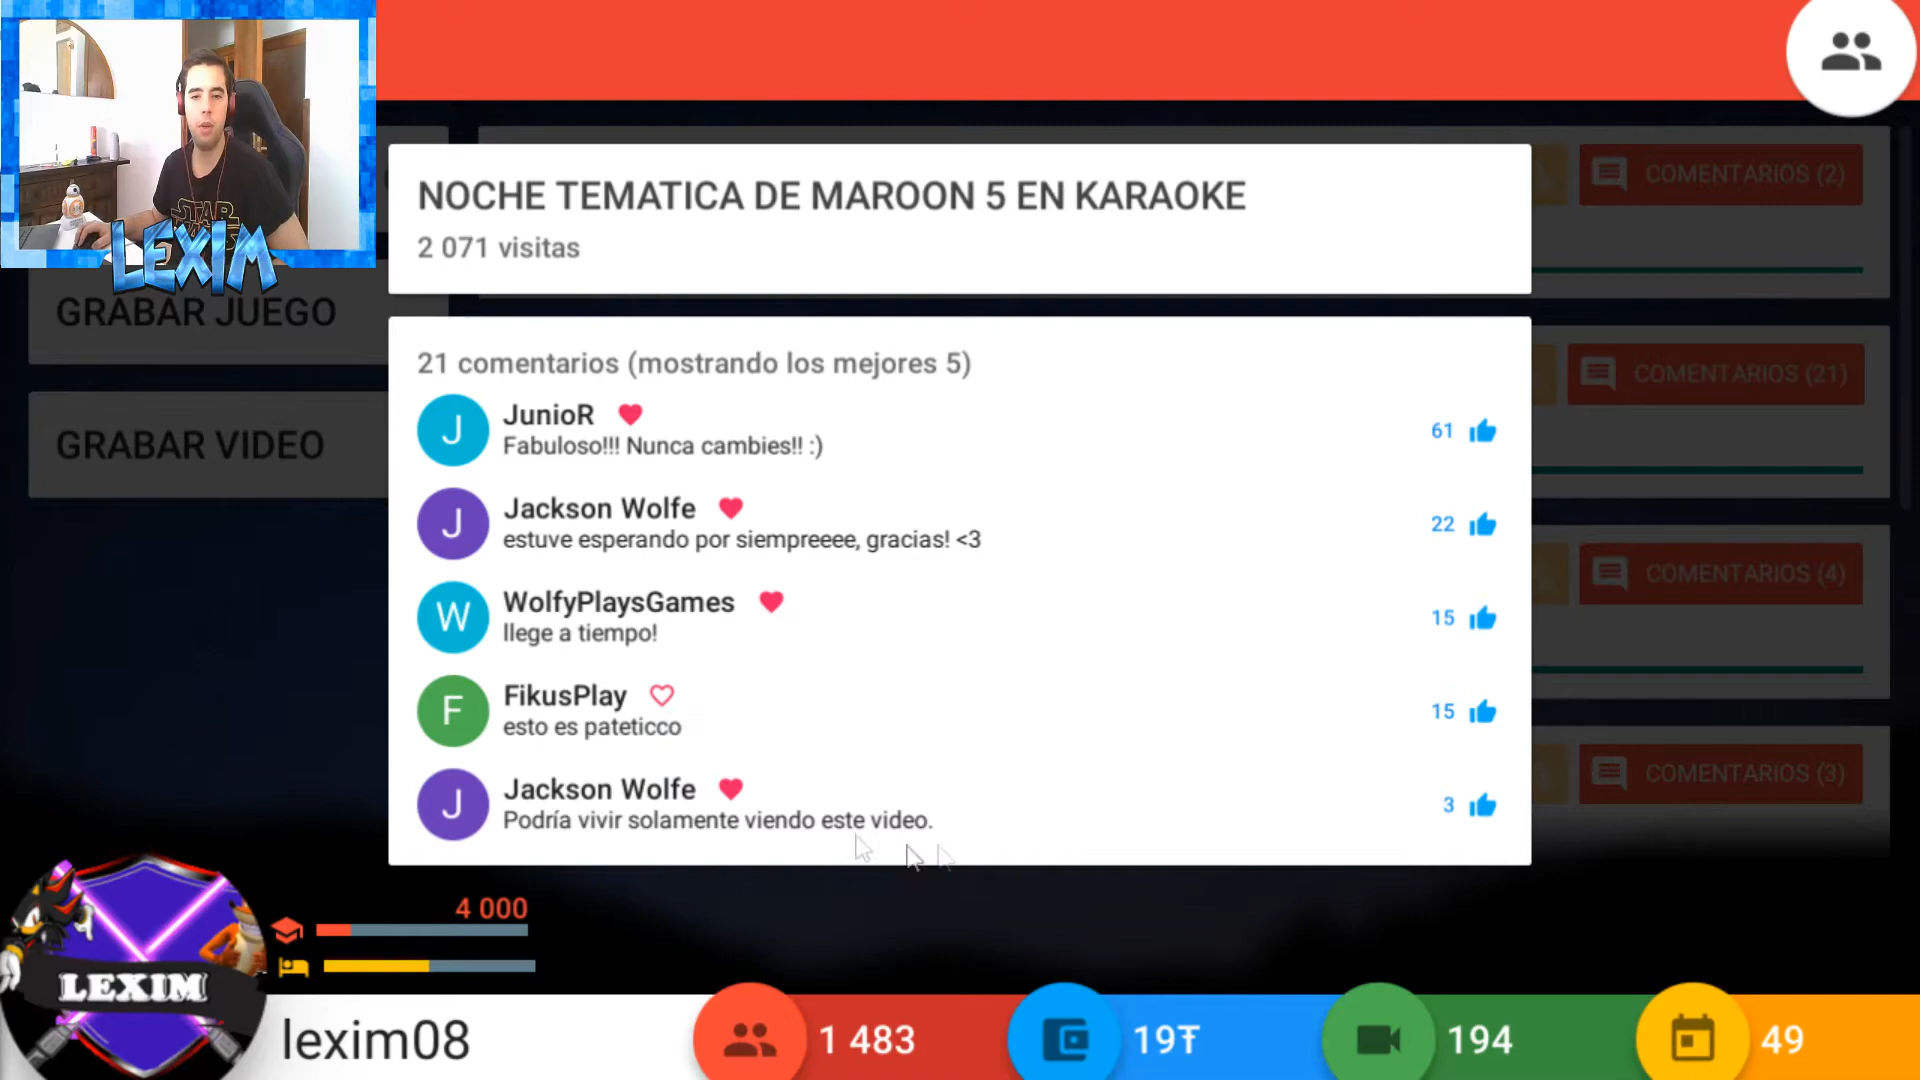 STAR
WARS
LEXIM
NOCHE TEMATICA DE MAROON 5 EN KARAOKE
2 071 visitas
COMENTARIOS (2)
GRABAR JUEGO
GRABAR VIDEO
21 comentarios (mostrando los mejores 5)
COMENTARIOS (21)
J
JunioR
Fabuloso!!! Nunca cambies!! :)
61
J
Jackson Wolfe
estuve esperando por siempreeee, gracias! <3
22
W
WolfyPlaysGames
llege a tiempo!
15
COMENTARIOS (4)
F
FikusPlay
esto es pateticco
15
J
Jackson Wolfe
Podría vivir solamente viendo este video.
3
COMENTARIOS (3)
4 000
LEXIM
lexim08
1 483
19Ŧ
194
49